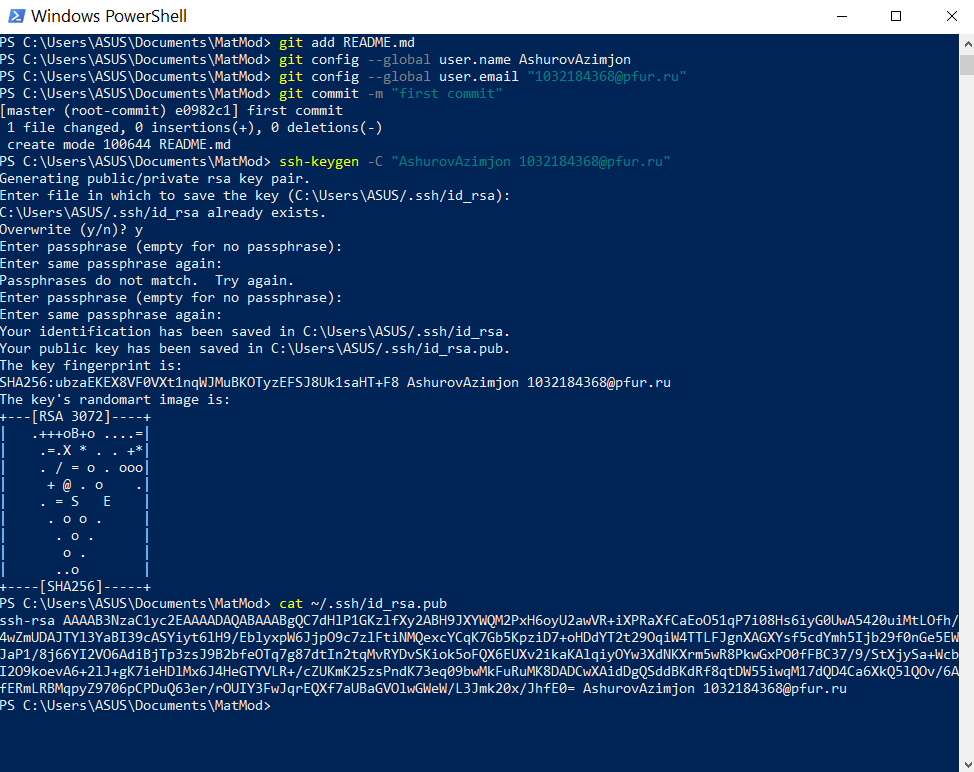 Windows PowerShell
PS C:\Users\ASUS\Documents\MatMod> git add README.md
PS C:\Users\ASUS\Documents\MatMod> git config --global user.name AshurovAzimjon
PS C:\Users\ASUS\Documents\MatMod> git config --global user.email "1032184368@pfur.ru"
PS C:\Users\ASUS\Documents\MatMod> git commit -m "first commit"
[master (root-commit) e0982c1] first commit
 1 file changed, 0 insertions(+), 0 deletions(-)
 create mode 100644 README.md
PS C:\Users\ASUS\Documents\MatMod> ssh-keygen -C "AshurovAzimjon 1032184368@pfur.ru"
Generating public/private rsa key pair.
Enter file in which to save the key (C:\Users\ASUS/.ssh/id_rsa):
C:\Users\ASUS/.ssh/id_rsa already exists.
Overwrite (y/n)? y
Enter passphrase (empty for no passphrase):
Enter same passphrase again:
Passphrases do not match.  Try again.
Enter passphrase (empty for no passphrase):
Enter same passphrase again:
Your identification has been saved in C:\Users\ASUS/.ssh/id_rsa.
Your public key has been saved in C:\Users\ASUS/.ssh/id_rsa.pub.
The key fingerprint is:
SHA256:ubzaEKEX8VF0VXt1nqWJMuBKOTyzEFSJ8Uk1saHT+F8 AshurovAzimjon 1032184368@pfur.ru
The key's randomart image is:
+---[RSA 3072]----+
|   .+++oB+o ....=|
|    .=.X * . . +*|
|    . / = o . ooo|
|     + @ . o    .|
|    . = S   E    |
|     . o o .     |
|      . o .      |
|       o .       |
|      ..o        |
+----[SHA256]-----+
PS C:\Users\ASUS\Documents\MatMod> cat ~/.ssh/id_rsa.pub
ssh-rsa AAAAB3NzaC1yc2EAAAADAQABAAABgQC7dHlP1GKzlfXy2ABH9JXYWQM2PxH6oyU2awVR+iXPRaXfCaEoO51qP7i08Hs6iyG0UwA5420uiMtLOfh/
4wZmUDAJTYl3YaBI39cASYiyt6lH9/EblyxpW6JjpO9c7zlFtiNMQexcYCqK7Gb5KpziD7+oHDdYT2t29OqiW4TTLFJgnXAGXYsf5cdYmh5Ijb29f0nGe5EW
JaP1/8j66YI2VO6AdiBjTp3zsJ9B2bfeOTq7g87dtIn2tqMvRYDvSKiok5oFQX6EUXv2ikaKAlqiyOYw3XdNKXrm5wR8PkwGxPO0fFBC37/9/StXjySa+Wcb
I2O9koevA6+2lJ+gK7ieHDlMx6J4HeGTYVLR+/cZUKmK25zsPndK73eq09bwMkFuRuMK8DADCwXAidDgQSddBKdRf8qtDW55iwqM17dQD4Ca6XkQ5lQOv/6A
fERmLRBMqpyZ9706pCPDuQ63er/rOUIY3FwJqrEQXf7aUBaGVOlwGWeW/L3Jmk20x/JhfE0= AshurovAzimjon 1032184368@pfur.ru
PS C:\Users\ASUS\Documents\MatMod>